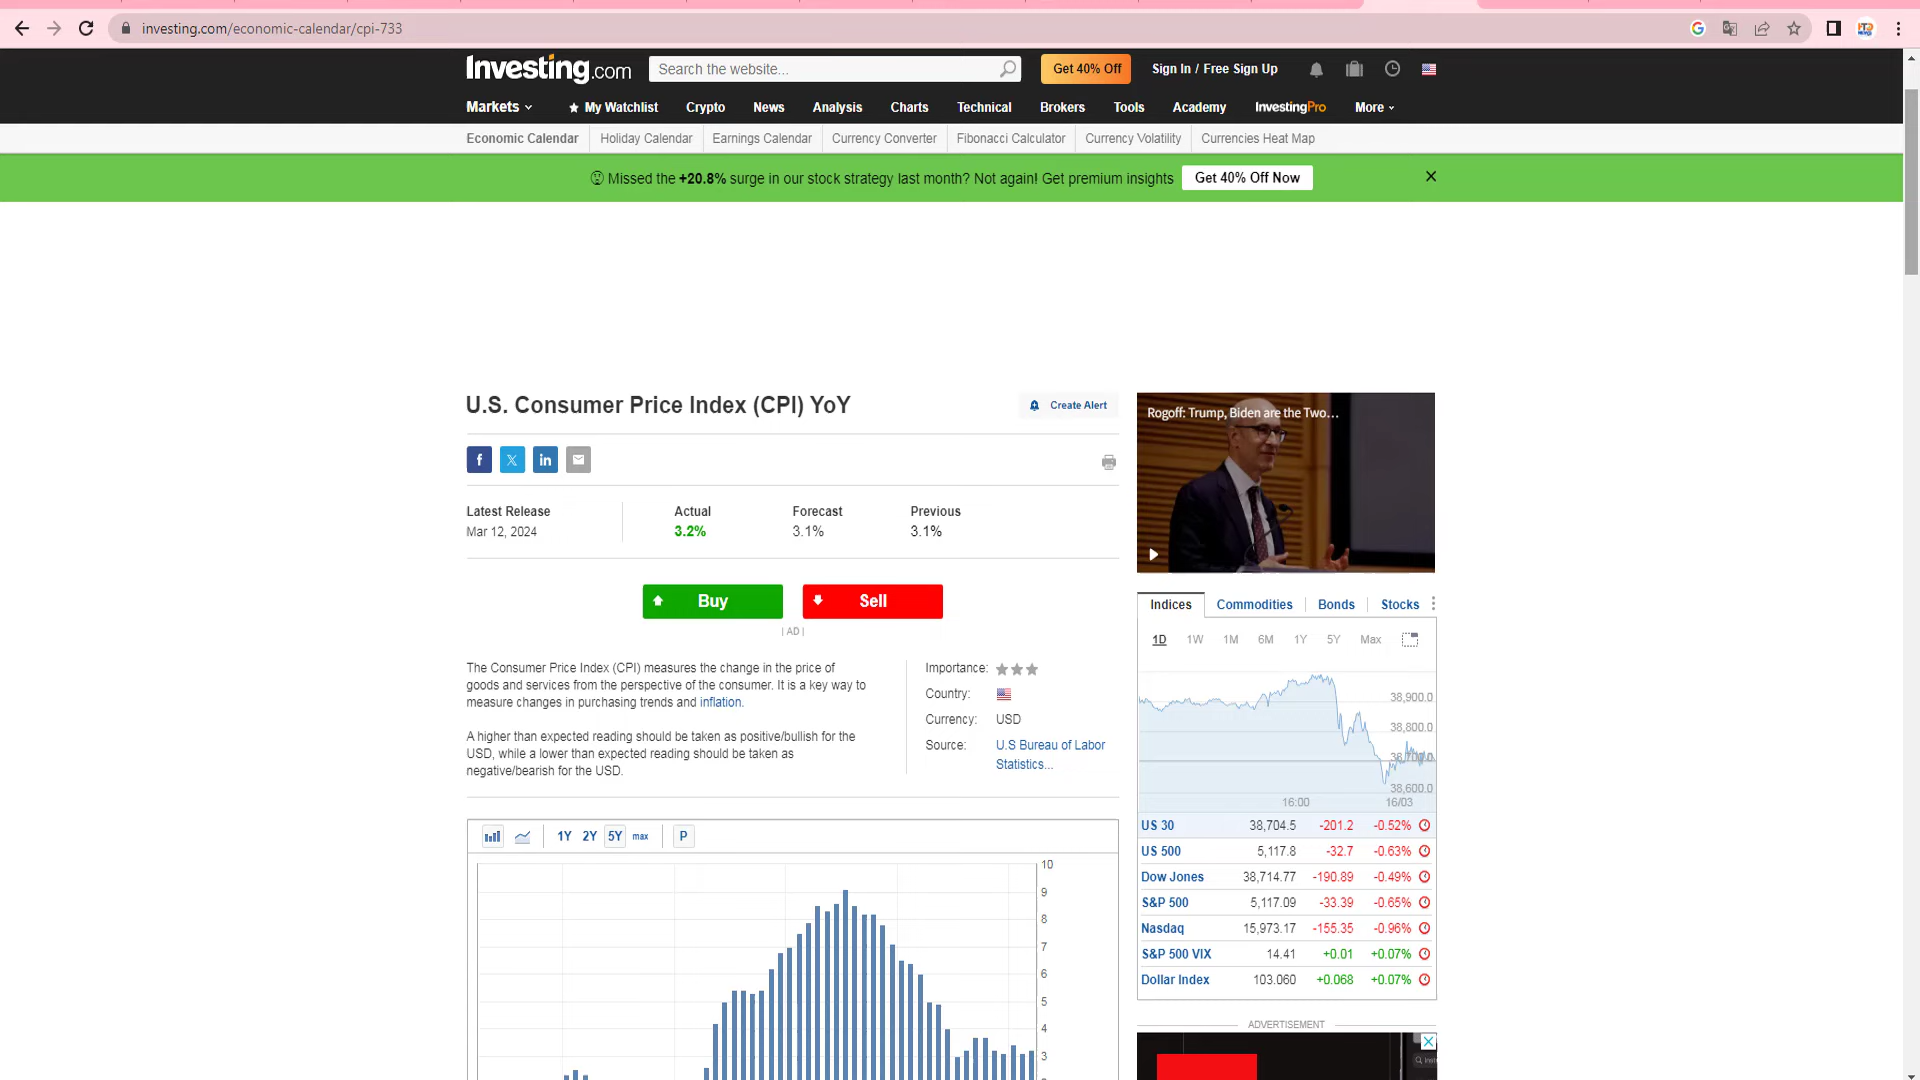 investing.com/economic-calendar/cpi-733
Investing.com
Search the website...
Get 40% Off
Sign In / Free Sign Up
Markets
My Watchlist
Crypto
News
Analysis
Charts
Technical
Brokers
Tools
Academy
InvestingPro
More
Economic Calendar
Holiday Calendar
Earnings Calendar
Currency Converter
Fibonacci Calculator
Currency Volatility
Currencies Heat Map
Missed the +20.8% surge in our stock strategy last month? Not again! Get premium insights
Get 40% Off Now
U.S. Consumer Price Index (CPI) YoY
Create Alert
Latest Release
Mar 12, 2024
Actual
3.2%
Forecast
3.1%
Previous
3.1%
Buy
Sell
| AD |
The Consumer Price Index (CPI) measures the change in the price of
goods and services from the perspective of the consumer. It is a key way to
measure changes in purchasing trends and inflation.
A higher than expected reading should be taken as positive/bullish for the
USD, while a lower than expected reading should be taken as
negative/bearish for the USD.
Importance:
Country:
Currency: USD
Source: U.S Bureau of Labor
Statistics...
1Y 2Y 5Y max P
10
9
8
7
6
5
4
3
Rogoff: Trump, Biden are the Two...
Indices Commodities Bonds Stocks
1D 1W 1M 6M 1Y 5Y Max
38,900.0
38,800.0
38,700.0
38,600.0
16:00 16/03
US 30 38,704.5 -201.2 -0.52%
US 500 5,117.8 -32.7 -0.63%
Dow Jones 38,714.77 -190.89 -0.49%
S&P 500 5,117.09 -33.39 -0.65%
Nasdaq 15,973.17 -155.35 -0.96%
S&P 500 VIX 14.41 +0.01 +0.07%
Dollar Index 103.060 +0.068 +0.07%
ADVERTISEMENT